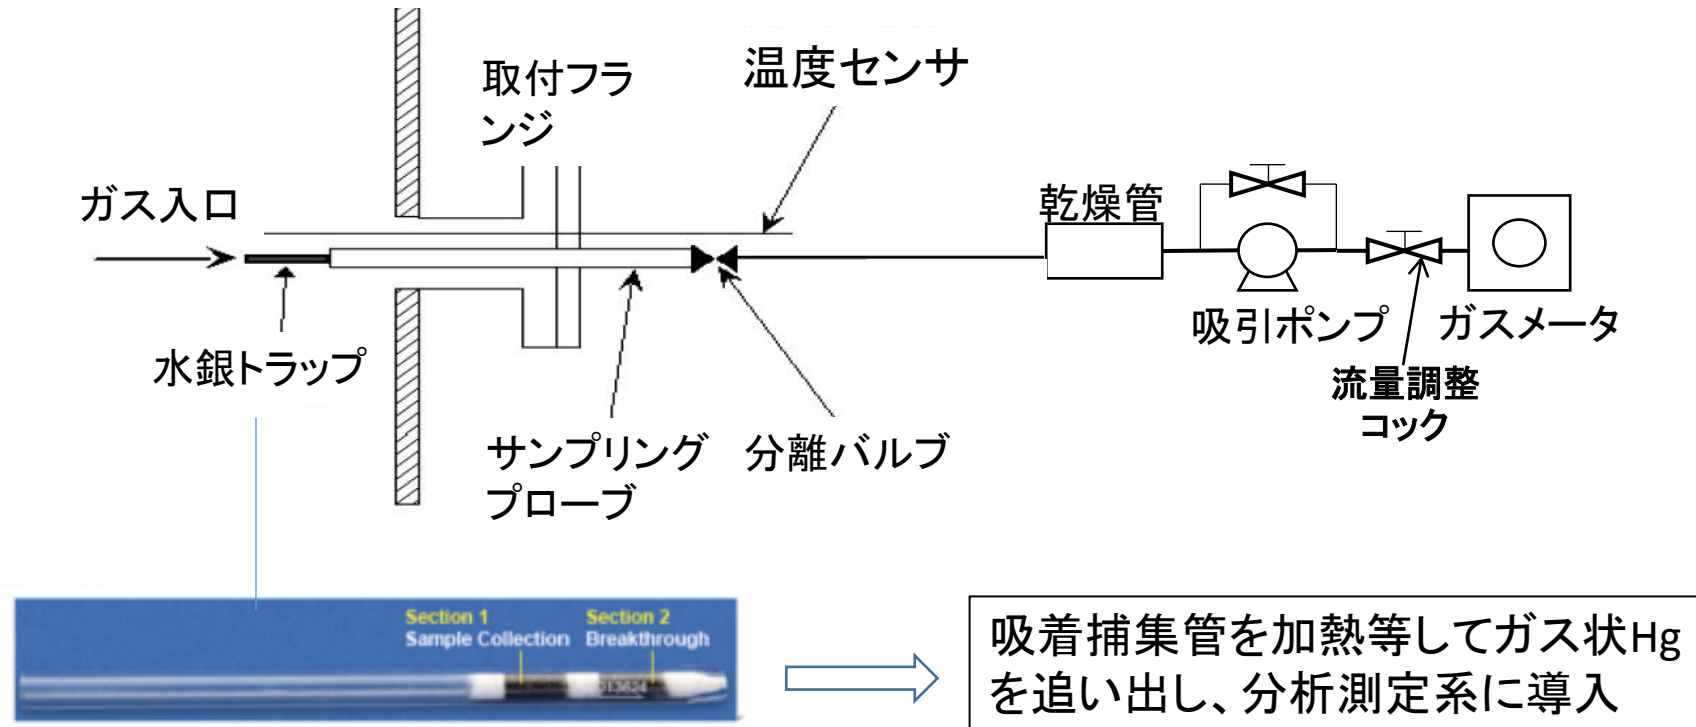 取付フラ
ンジ
温度センサ
ガス入口
乾燥管
水銀トラップ
吸引ポンプ
ガスメータ
流量調整
コック
サンプリング
プローブ
分離バルブ
Section 1
Sample Collection
Section 2
Breakthrough
吸着捕集管を加熱等してガス状Hg
を追い出し、分析測定系に導入